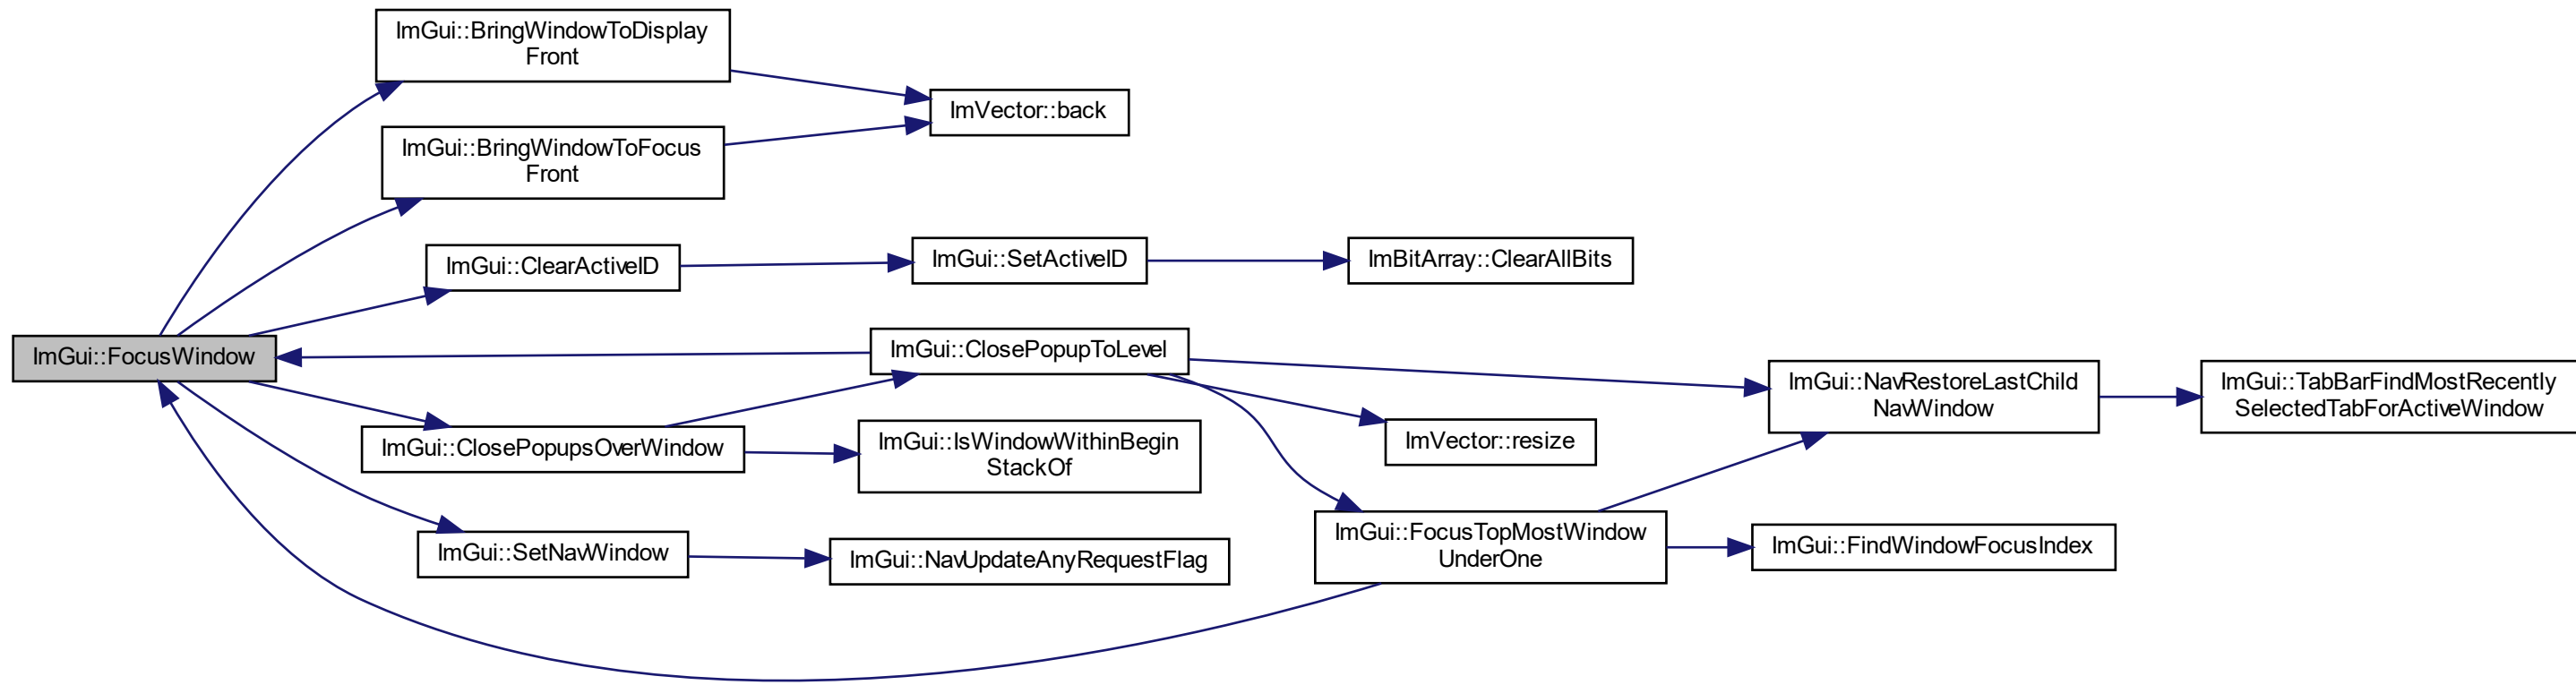 ImGui::BringWindowToDisplay
Front
ImVector::back
ImGui::BringWindowToFocus
Front
ImGui::ClearActiveID
ImGui::SetActiveID
ImBitArray::ClearAllBits
ImGui::FocusWindow
ImGui::ClosePopupToLevel
ImGui::NavRestoreLastChild
NavWindow
ImGui::TabBarFindMostRecently
SelectedTabForActiveWindow
ImGui::ClosePopupsOverWindow
ImGui::IsWindowWithinBegin
StackOf
ImVector::resize
ImGui::SetNavWindow
ImGui::NavUpdateAnyRequestFlag
ImGui::FocusTopMostWindow
UnderOne
ImGui::FindWindowFocusIndex